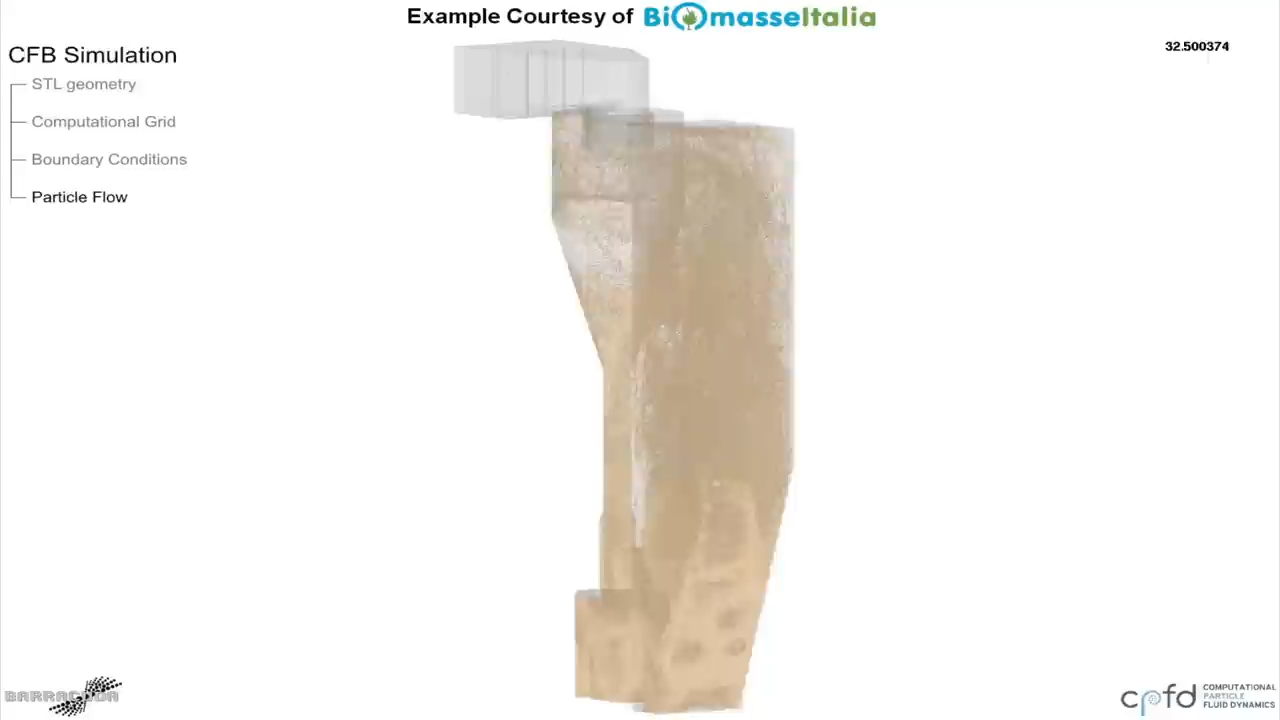 Example Courtesy of BiOmasseItalia
32.500374
CFB Simulation
STL geometry
Computational Grid
Boundary Conditions
Particle Flow
BARRACUDA
cpfd COMPUTATIONAL
PARTICLE
FLUID DYNAMICS